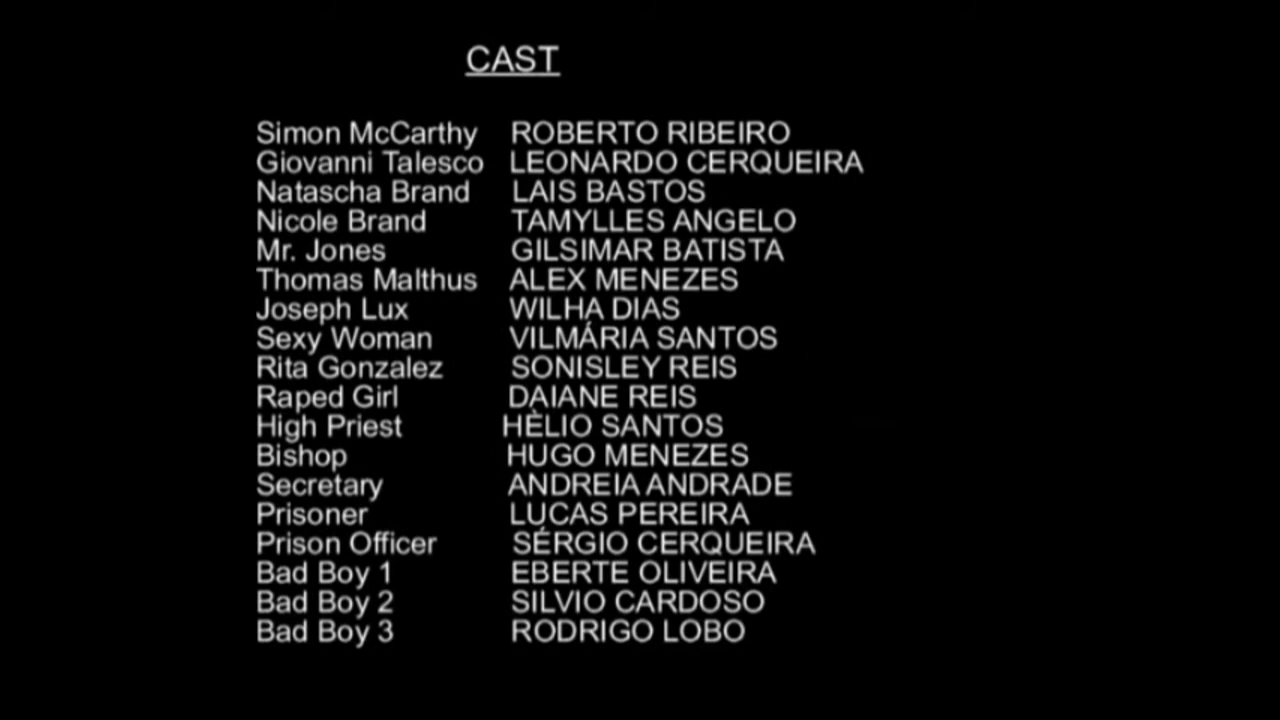 CAST
Simon McCarthy ROBERTO RIBEIRO
Giovanni Talesco LEONARDO CERQUEIRA
Natascha Brand LAIS BASTOS
Nicole Brand TAMYLLES ANGELO
Mr. Jones GILSIMAR BATISTA
Thomas Malthus ALEX MENEZES
Joseph Lux WILHA DIAS
Sexy Woman VILMÁRIA SANTOS
Rita Gonzalez SONISLEY REIS
Raped Girl DAIANE REIS
High Priest HÈLIO SANTOS
Bishop HUGO MENEZES
Secretary ANDREIA ANDRADE
Prisoner LUCAS PEREIRA
Prison Officer SÉRGIO CERQUEIRA
Bad Boy 1 EBERTE OLIVEIRA
Bad Boy 2 SILVIO CARDOSO
Bad Boy 3 RODRIGO LOBO